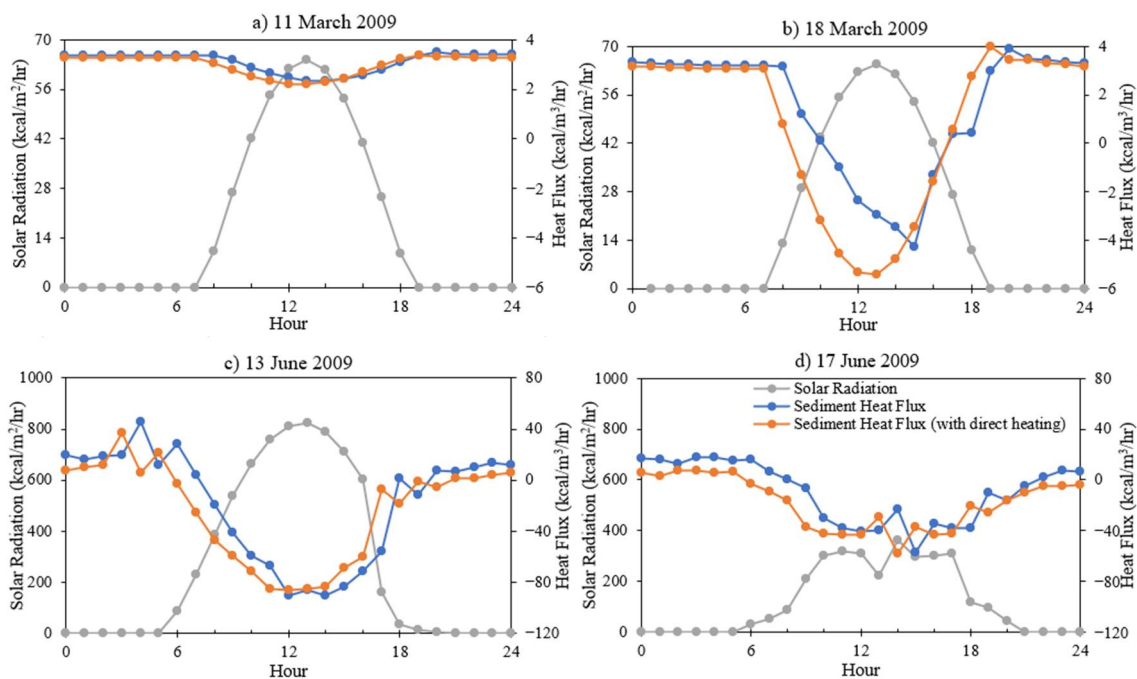 a) 11 March 2009
Solar Radiation (kcal/m²/hr)
70
56
42
28
14
0
4
2
0
−2
−4
−6
Heat Flux (kcal/m³/hr)
0 6 12 18 24
Hour
b) 18 March 2009
Solar Radiation (kcal/m²/hr)
70
56
42
28
14
0
4
2
0
−2
−4
−6
Heat Flux (kcal/m³/hr)
0 6 12 18 24
Hour
c) 13 June 2009
Solar Radiation (kcal/m²/hr)
1000
800
600
400
200
0
80
40
0
−40
−80
−120
Heat Flux (kcal/m³/hr)
0 6 12 18 24
Hour
d) 17 June 2009
Solar Radiation
Sediment Heat Flux
Sediment Heat Flux (with direct heating)
Solar Radiation (kcal/m²/hr)
1000
800
600
400
200
0
80
40
0
−40
−80
−120
Heat Flux (kcal/m³/hr)
0 6 12 18 24
Hour